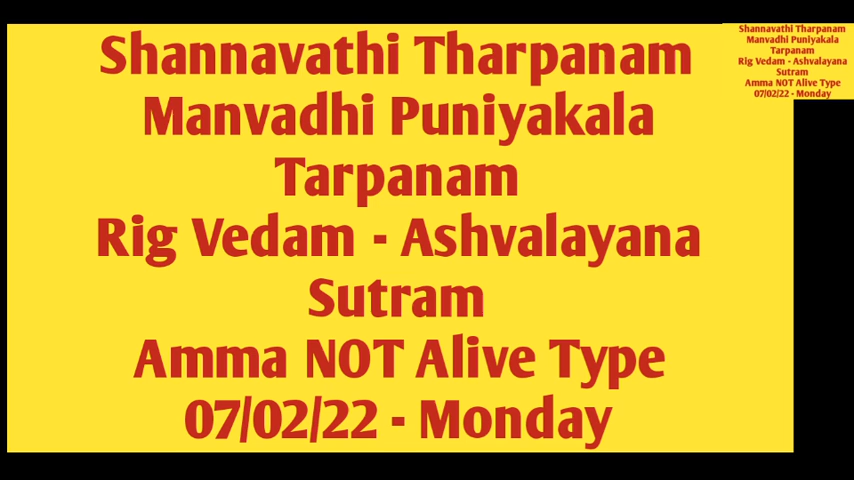 Shannavathi Tharpanam
Manvadhi Puniyakala
Tarpanam
Rig Vedam - Ashvalayana
Sutram
Amma NOT Alive Type
07/02/22 - Monday
Shannavathi Tharpanam
Manvadhi Puniyakala
Tarpanam
Rig Vedam - Ashvalayana
Sutram
Amma NOT Alive Type
07/02/22 - Monday